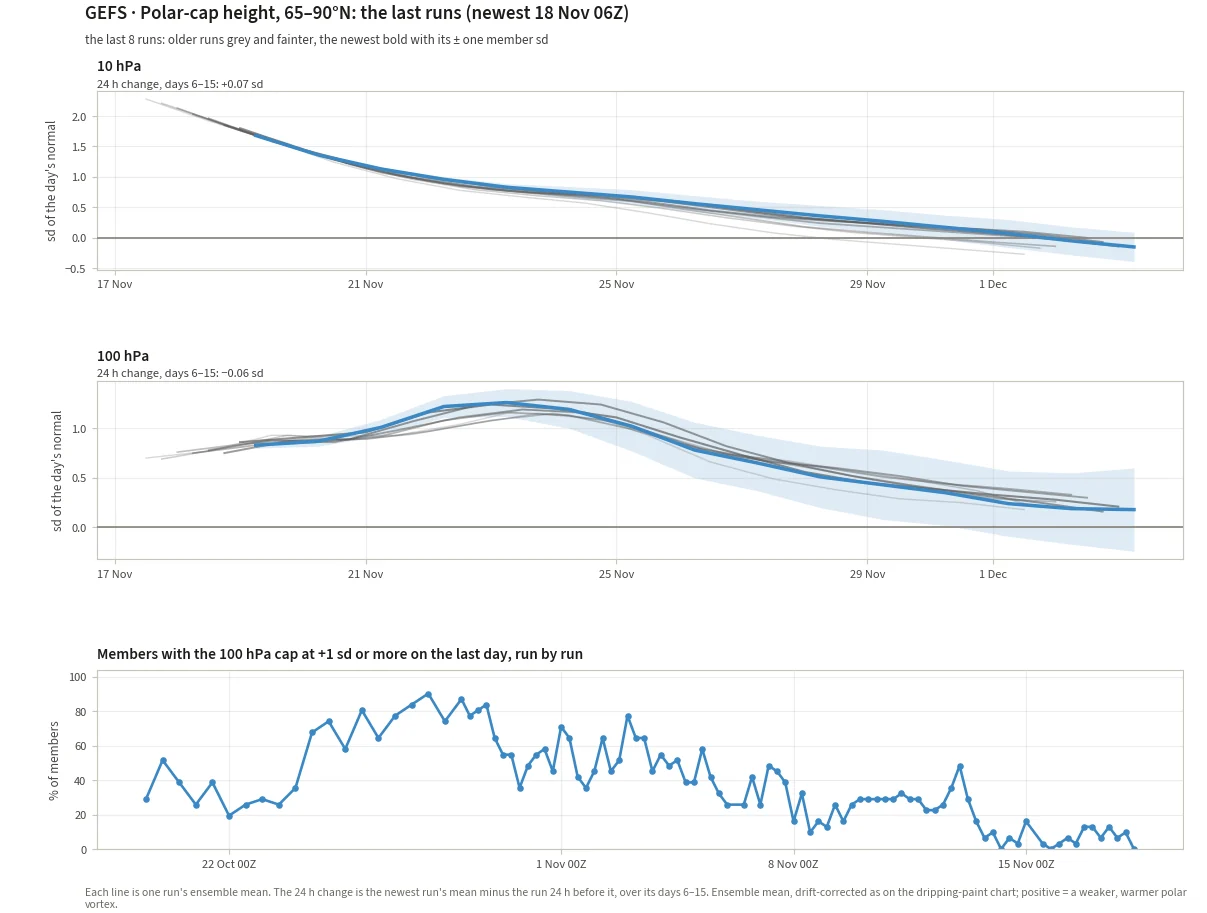 GEFS · Polar-cap height, 65–90°N: the last runs (newest 18 Nov 06Z)
the last 8 runs: older runs grey and fainter, the newest bold with its ± one member sd
10 hPa
24 h change, days 6–15: +0.07 sd
sd of the day's normal
2.0
1.5
1.0
0.5
0.0
−0.5
17 Nov
21 Nov
25 Nov
29 Nov
1 Dec
100 hPa
24 h change, days 6–15: −0.06 sd
sd of the day's normal
1.0
0.5
0.0
17 Nov
21 Nov
25 Nov
29 Nov
1 Dec
Members with the 100 hPa cap at +1 sd or more on the last day, run by run
% of members
100
80
60
40
20
0
22 Oct 00Z
1 Nov 00Z
8 Nov 00Z
15 Nov 00Z
Each line is one run's ensemble mean. The 24 h change is the newest run's mean minus the run 24 h before it, over its days 6–15. Ensemble mean, drift-corrected as on the dripping-paint chart; positive = a weaker, warmer polar
vortex.